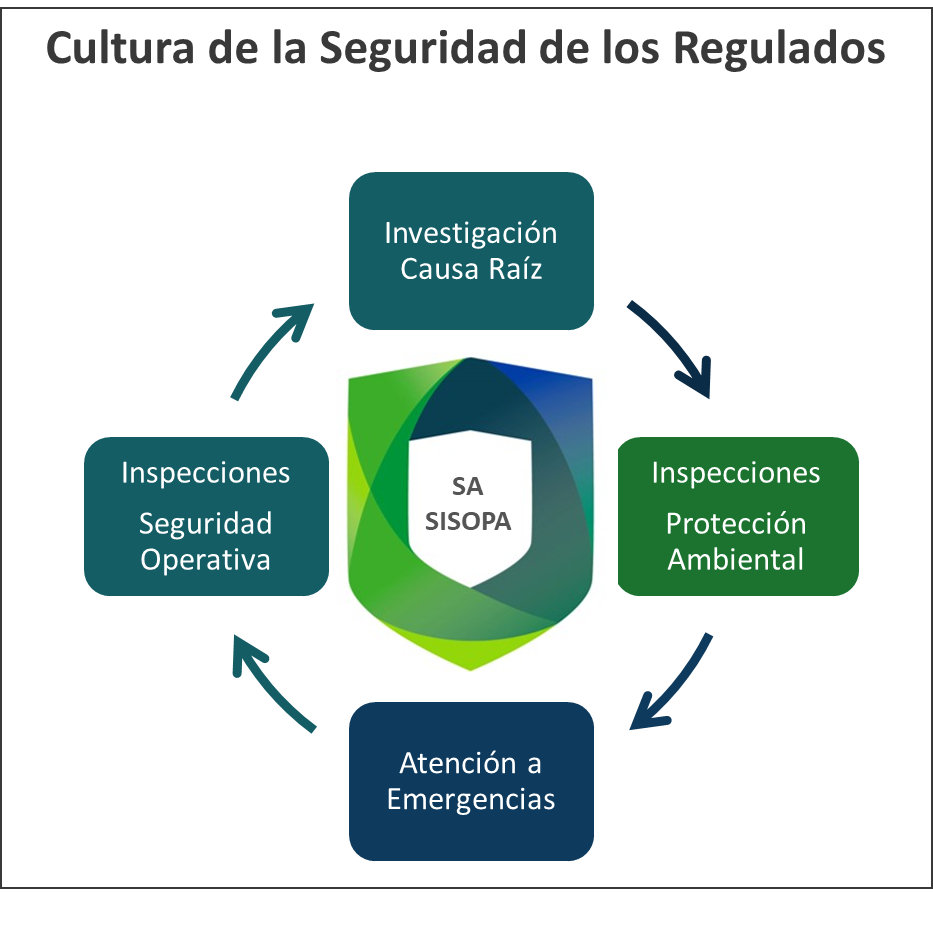 Cultura de la Seguridad de los Regulados
Investigación
Causa Raíz
Inspecciones
Seguridad
Operativa
SA
SISOPA
Inspecciones
Protección
Ambiental
Atención a
Emergencias